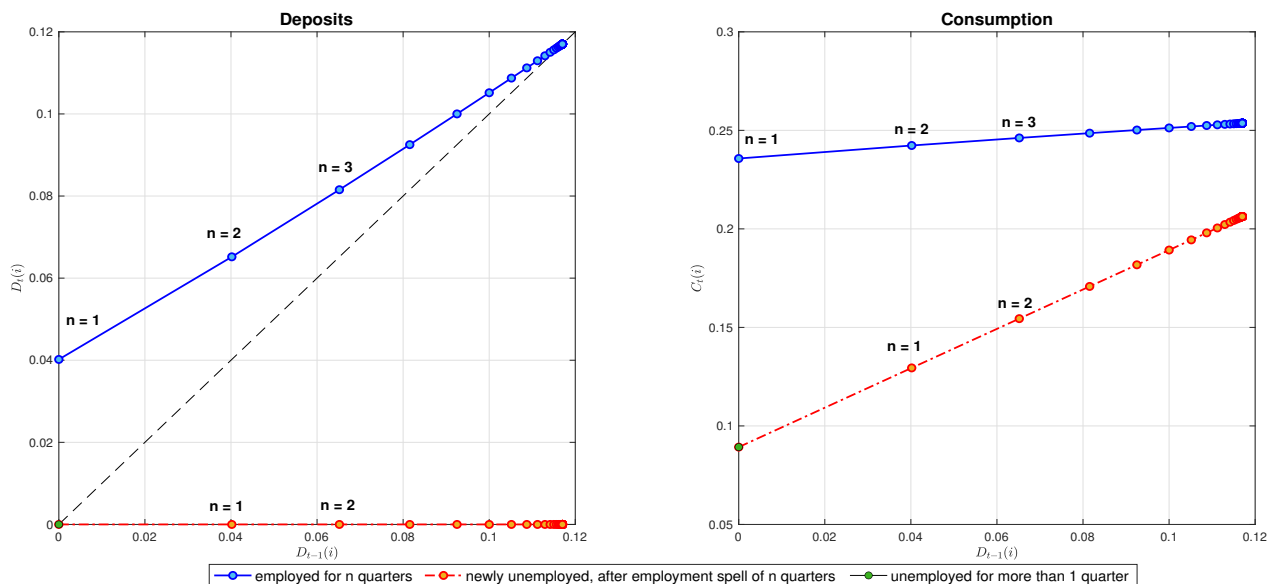 Deposits
0.12
0.1
0.08
0.06
0.04
0.02
0
D_{t-1}(i)
D_t(i)
n = 1
n = 2
n = 3
n = 1
n = 2
0
0.02
0.04
0.06
0.08
0.1
0.12
Consumption
0.3
0.25
0.2
0.15
0.1
0.05
C_t(i)
n = 1
n = 2
n = 3
n = 1
n = 2
0
0.02
0.04
0.06
0.08
0.1
0.12
D_{t-1}(i)
employed for n quarters
newly unemployed, after employment spell of n quarters
unemployed for more than 1 quarter